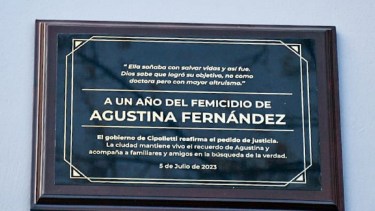 " Ella soñaba con salvar vidas y así fue.
Dios sabe que logró su objetivo, no como
doctora pero con mayor altruismo."
A UN AÑO DEL FEMICIDIO DE
AGUSTINA FERNÁNDEZ
El gobierno de Cipolletti reafirma el pedido de justicia.
La ciudad mantiene vivo el recuerdo de Agustina y
acompaña a familiares y amigos en la búsqueda de la verdad.
5 de Julio de 2023